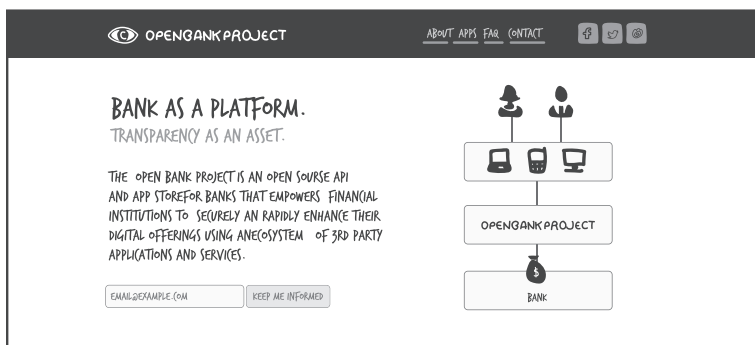 OPENBANKPROJECT
ABOUT APPS FAQ CONTACT
BANK AS A PLATFORM.
TRANSPARENCY AS AN ASSET.
THE OPEN BANK PROJECT IS AN OPEN SOURSE API
AND APP STOREFOR BANKS THAT EMPOWERS FINANCIAL
INSTITUTIONS TO SECURELY AN RAPIDLY ENHANCE THEIR
DIGITAL OFFERINGS USING ANECOSYSTEM OF 3RD PARTY
APPLICATIONS AND SERVICES.
EMAIL@EXAMPLE.COM
KEEP ME INFORMED
OPENBANKPROJECT
$
BANK